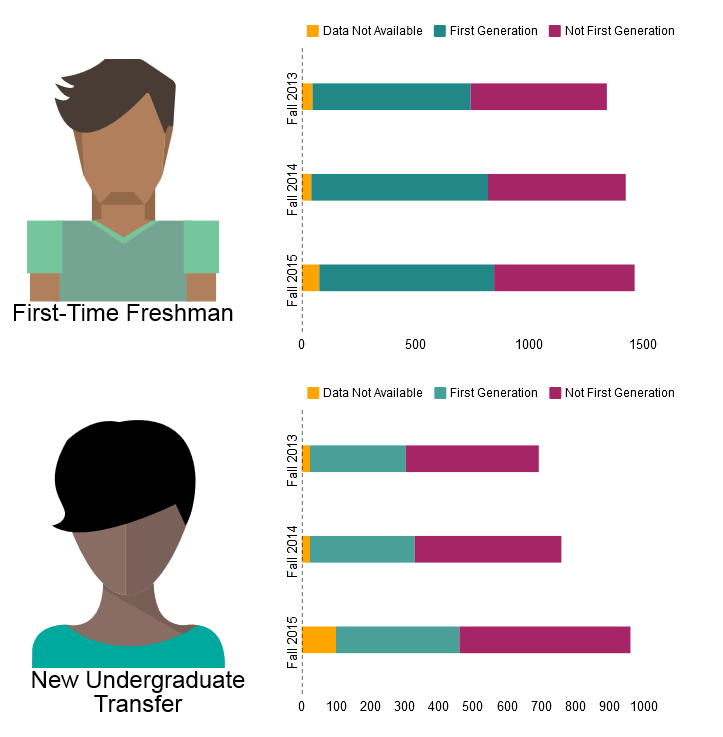 Data Not Available First Generation Not First Generation
Fall 2013
Fall 2014
Fall 2015
0 500 1000 1500
First-Time Freshman
Data Not Available First Generation Not First Generation
Fall 2013
Fall 2014
Fall 2015
0 100 200 300 400 500 600 700 800 900 1000
New Undergraduate
Transfer